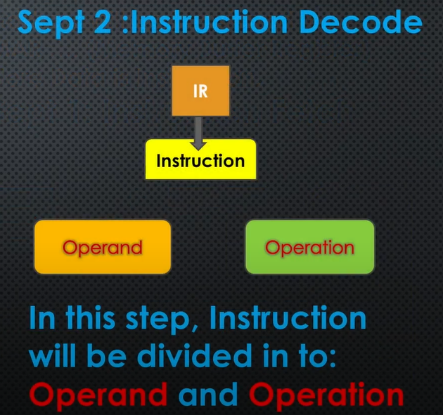 Sept 2 :Instruction Decode
IR
Instruction
Operand
Operation
In this step, Instruction
will be divided in to:
Operand and Operation